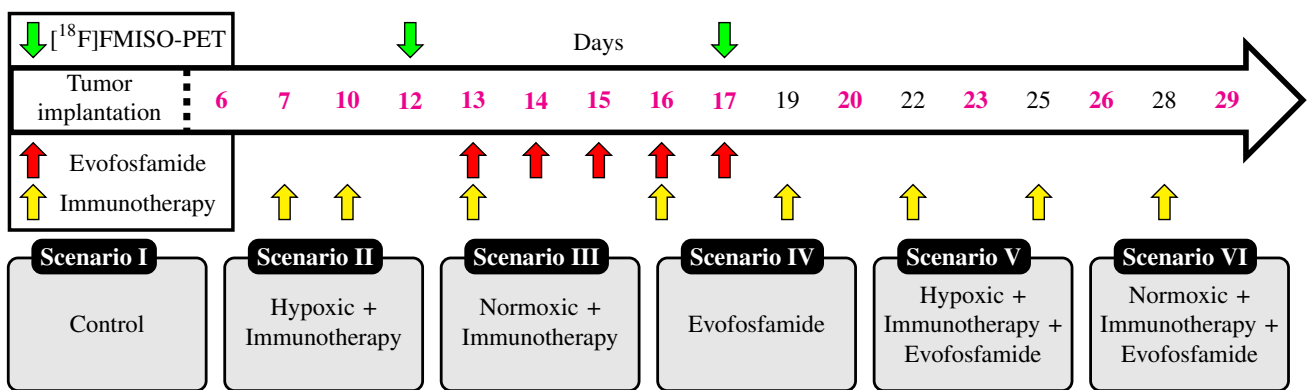 [¹⁸F]FMISO-PET
Days
Tumor
implantation
6 7 10 12 13 14 15 16 17 19 20 22 23 25 26 28 29
Evofosfamide
Immunotherapy
Scenario I
Control
Scenario II
Hypoxic +
Immunotherapy
Scenario III
Normoxic +
Immunotherapy
Scenario IV
Evofosfamide
Scenario V
Hypoxic +
Immunotherapy +
Evofosfamide
Scenario VI
Normoxic +
Immunotherapy +
Evofosfamide